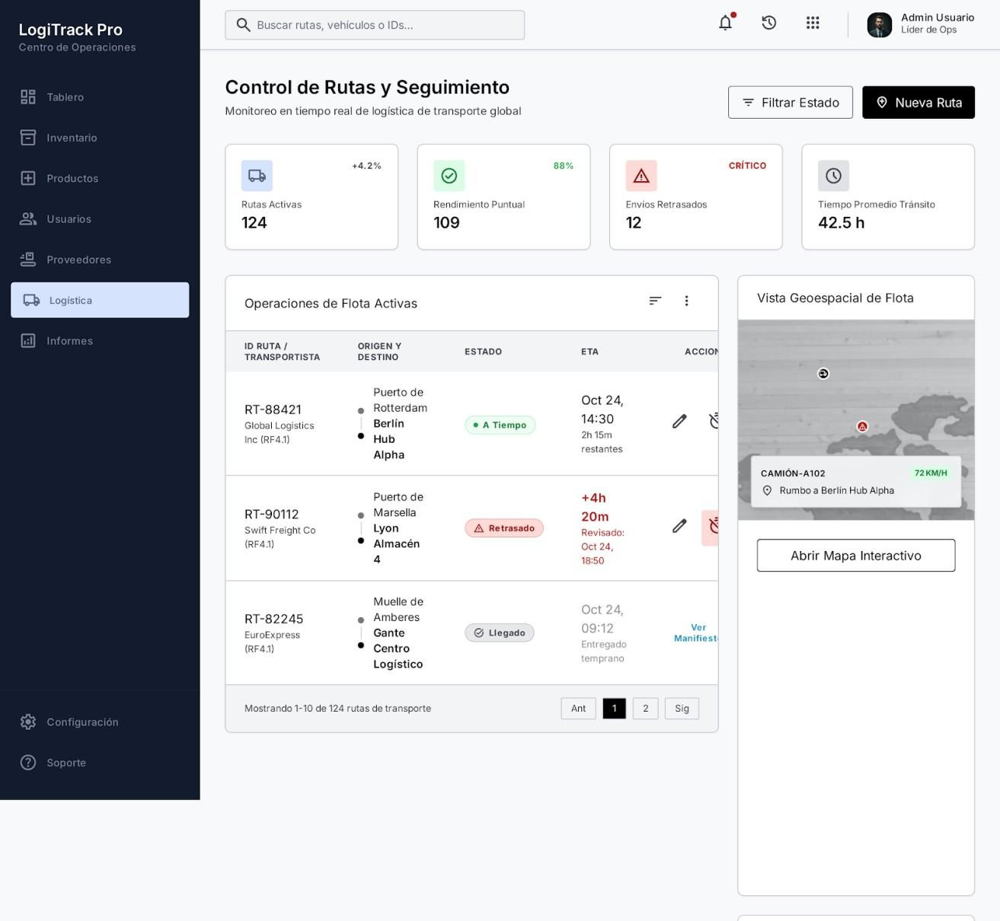 LogiTrack Pro
Centro de Operaciones
Tablero
Inventario
Productos
Usuarios
Proveedores
Logística
Informes
Configuración
Soporte
Buscar rutas, vehículos o IDs...
Admin Usuario
Líder de Ops
Control de Rutas y Seguimiento
Monitoreo en tiempo real de logística de transporte global
Filtrar Estado
Nueva Ruta
+4.2%
Rutas Activas
124
88%
Rendimiento Puntual
109
CRÍTICO
Envíos Retrasados
12
Tiempo Promedio Tránsito
42.5 h
Operaciones de Flota Activas
ID RUTA /
TRANSPORTISTA
ORIGEN Y
DESTINO
ESTADO
ETA
ACCION
RT-88421
Global Logistics
Inc (RF4.1)
Puerto de
Rotterdam
Berlín
Hub
Alpha
A Tiempo
Oct 24,
14:30
2h 15m
restantes
RT-90112
Swift Freight Co
(RF4.1)
Puerto de
Marsella
Lyon
Almacén
4
Retrasado
+4h
20m
Revisado:
Oct 24,
18:50
RT-82245
EuroExpress
(RF4.1)
Muelle de
Amberes
Gante
Centro
Logístico
Llegado
Oct 24,
09:12
Entregado
temprano
Ver
Manifiest
Mostrando 1-10 de 124 rutas de transporte
Ant
1
2
Sig
Vista Geoespacial de Flota
CAMIÓN-A102
72 KM/H
Rumbo a Berlín Hub Alpha
Abrir Mapa Interactivo